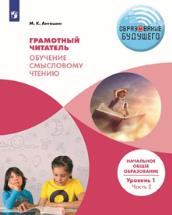 М. К. Антошин
ОБРАЗОВАНИЕ
БУДУЩЕГО
ГРАМОТНЫЙ
ЧИТАТЕЛЬ
ОБУЧЕНИЕ
СМЫСЛОВОМУ
ЧТЕНИЮ
НАЧАЛЬНОЕ
ОБЩЕЕ
ОБРАЗОВАНИЕ
Уровень 1
Часть 2